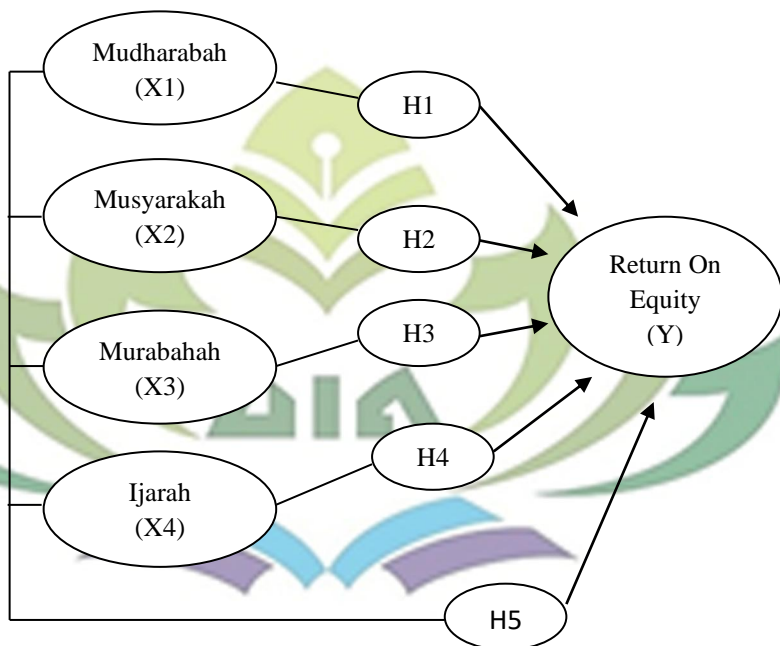 Mudharabah
(X1)
H1
Musyarakah
(X2)
H2
Return On
Equity
(Y)
Murabahah
(X3)
H3
Ijarah
(X4)
H4
H5